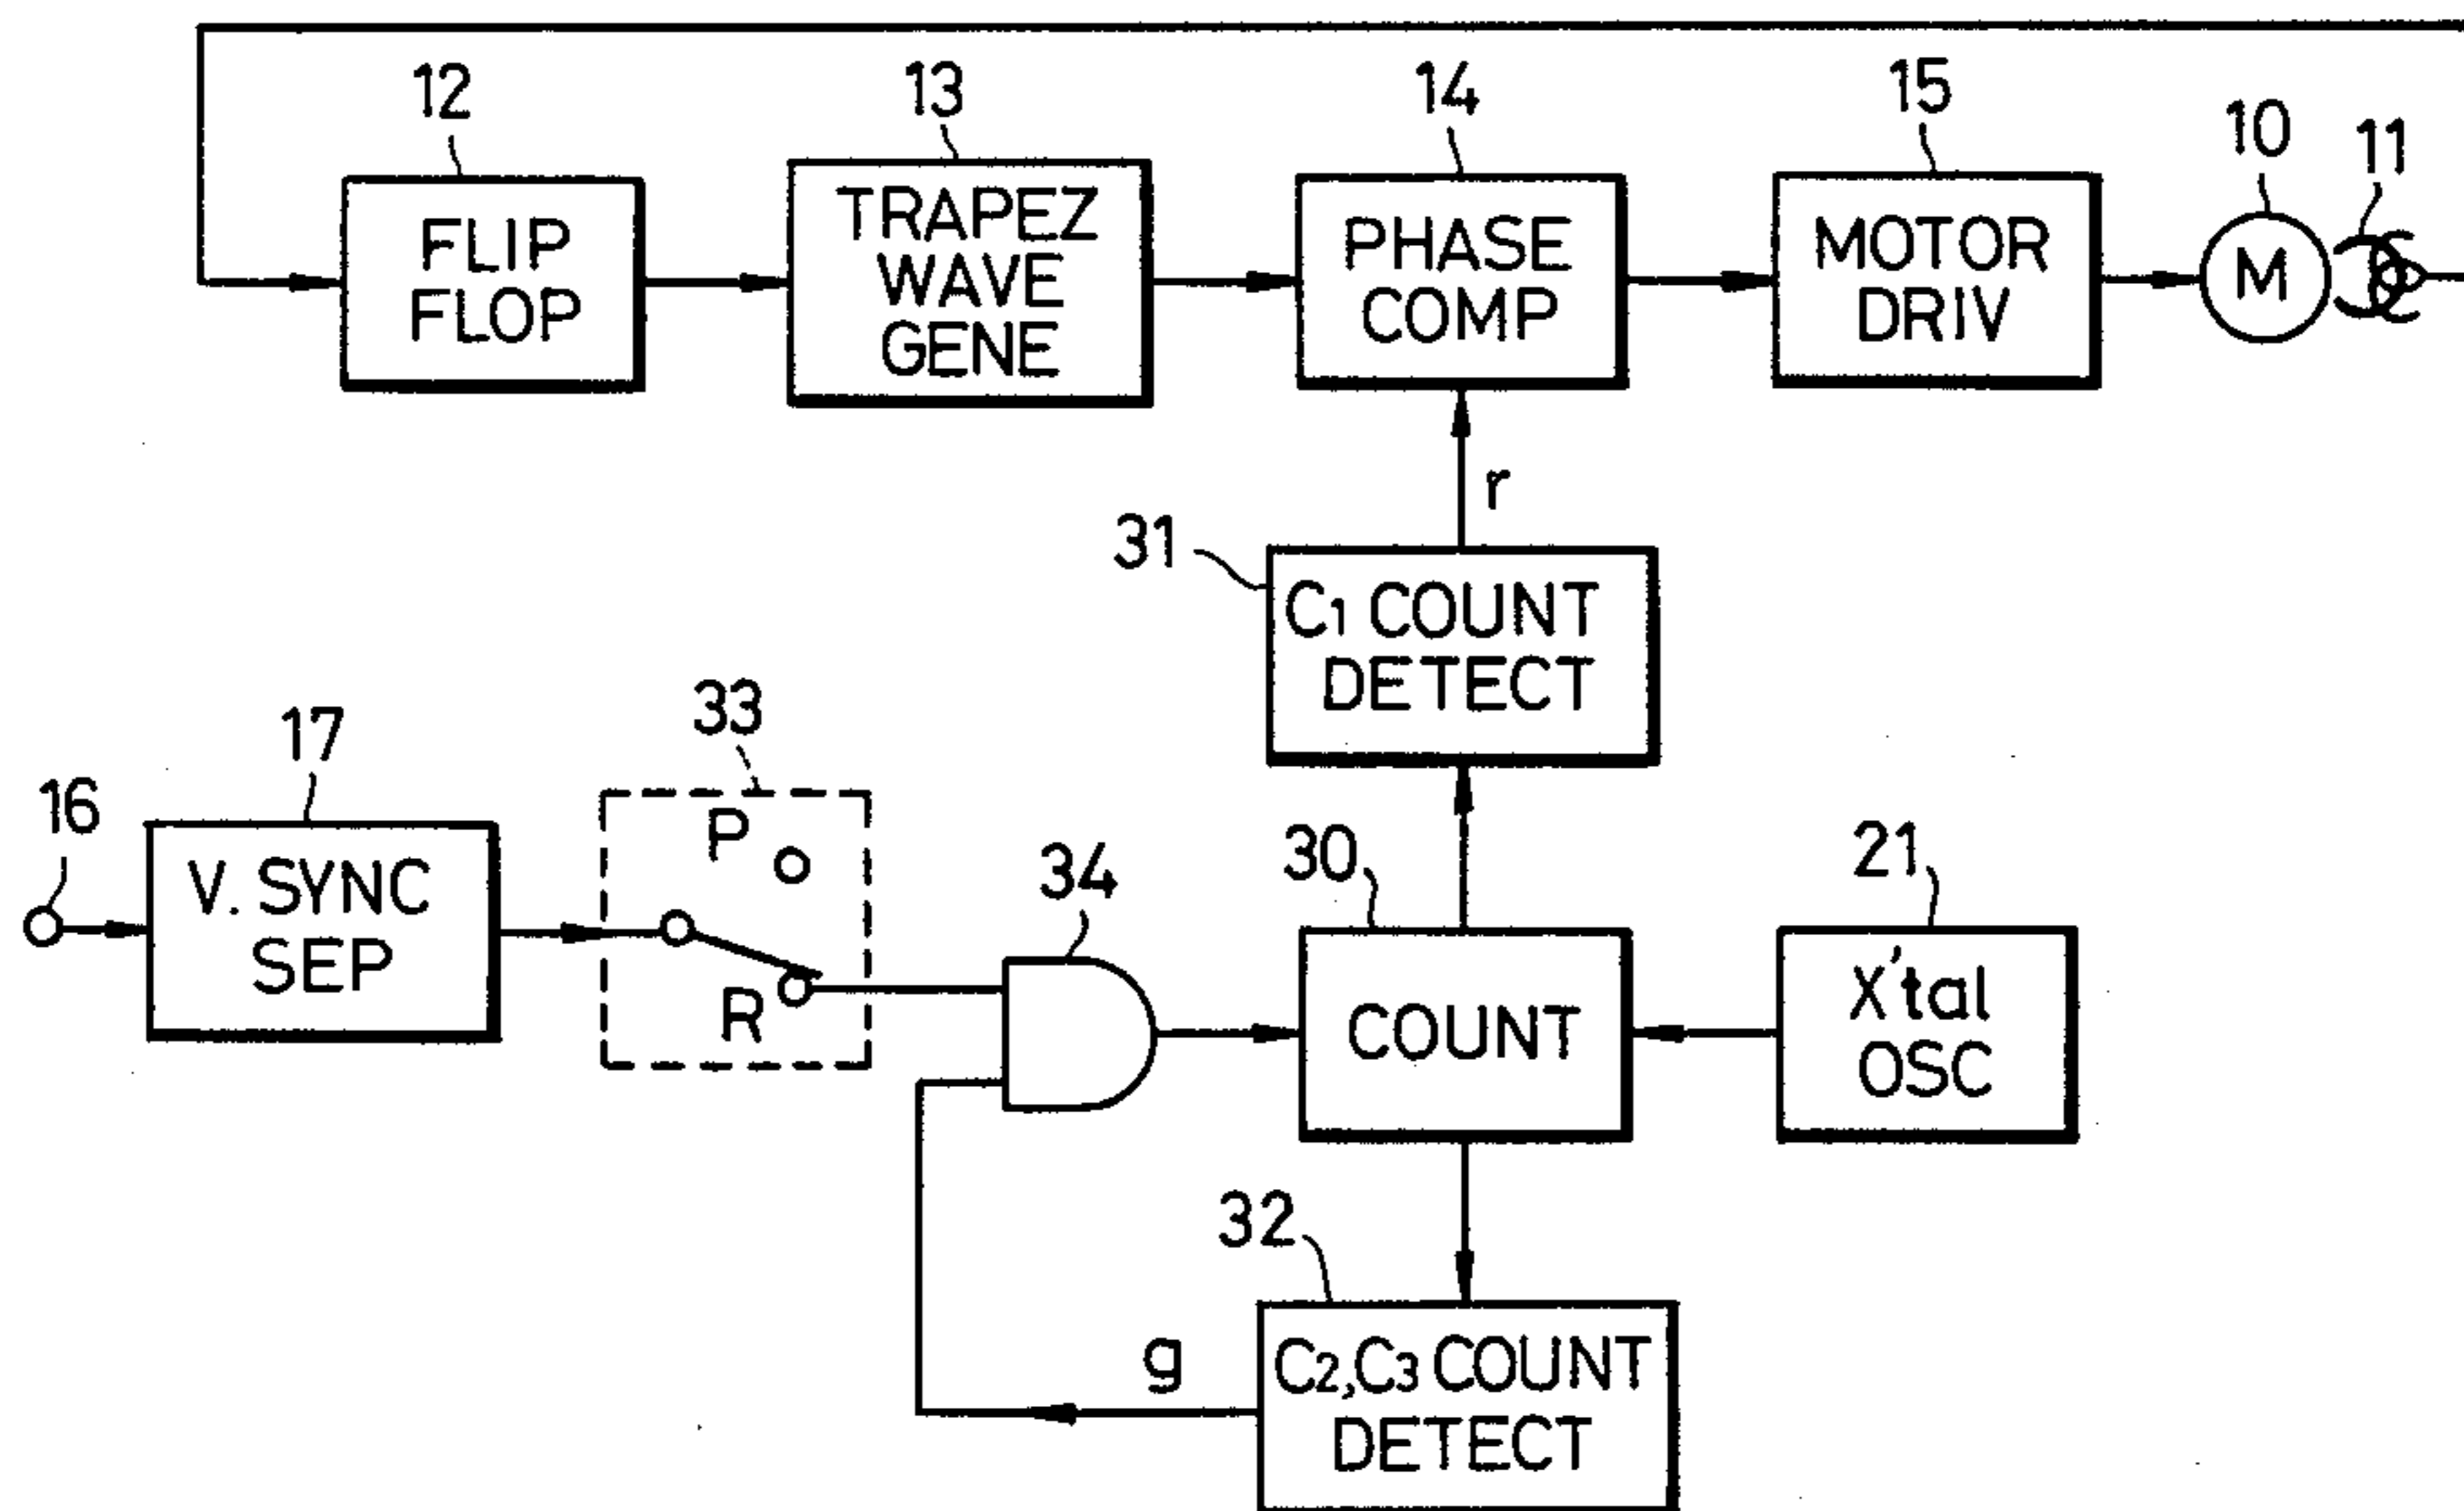 12
13
14
15
10
11
FLIP
FLOP
TRAPEZ
WAVE
GENE
PHASE
COMP
MOTOR
DRIV
M
r
31
C1 COUNT
DETECT
16
17
V. SYNC
SEP
33
P
R
34
30
COUNT
21
X'tal
OSC
32
g
C2,C3 COUNT
DETECT